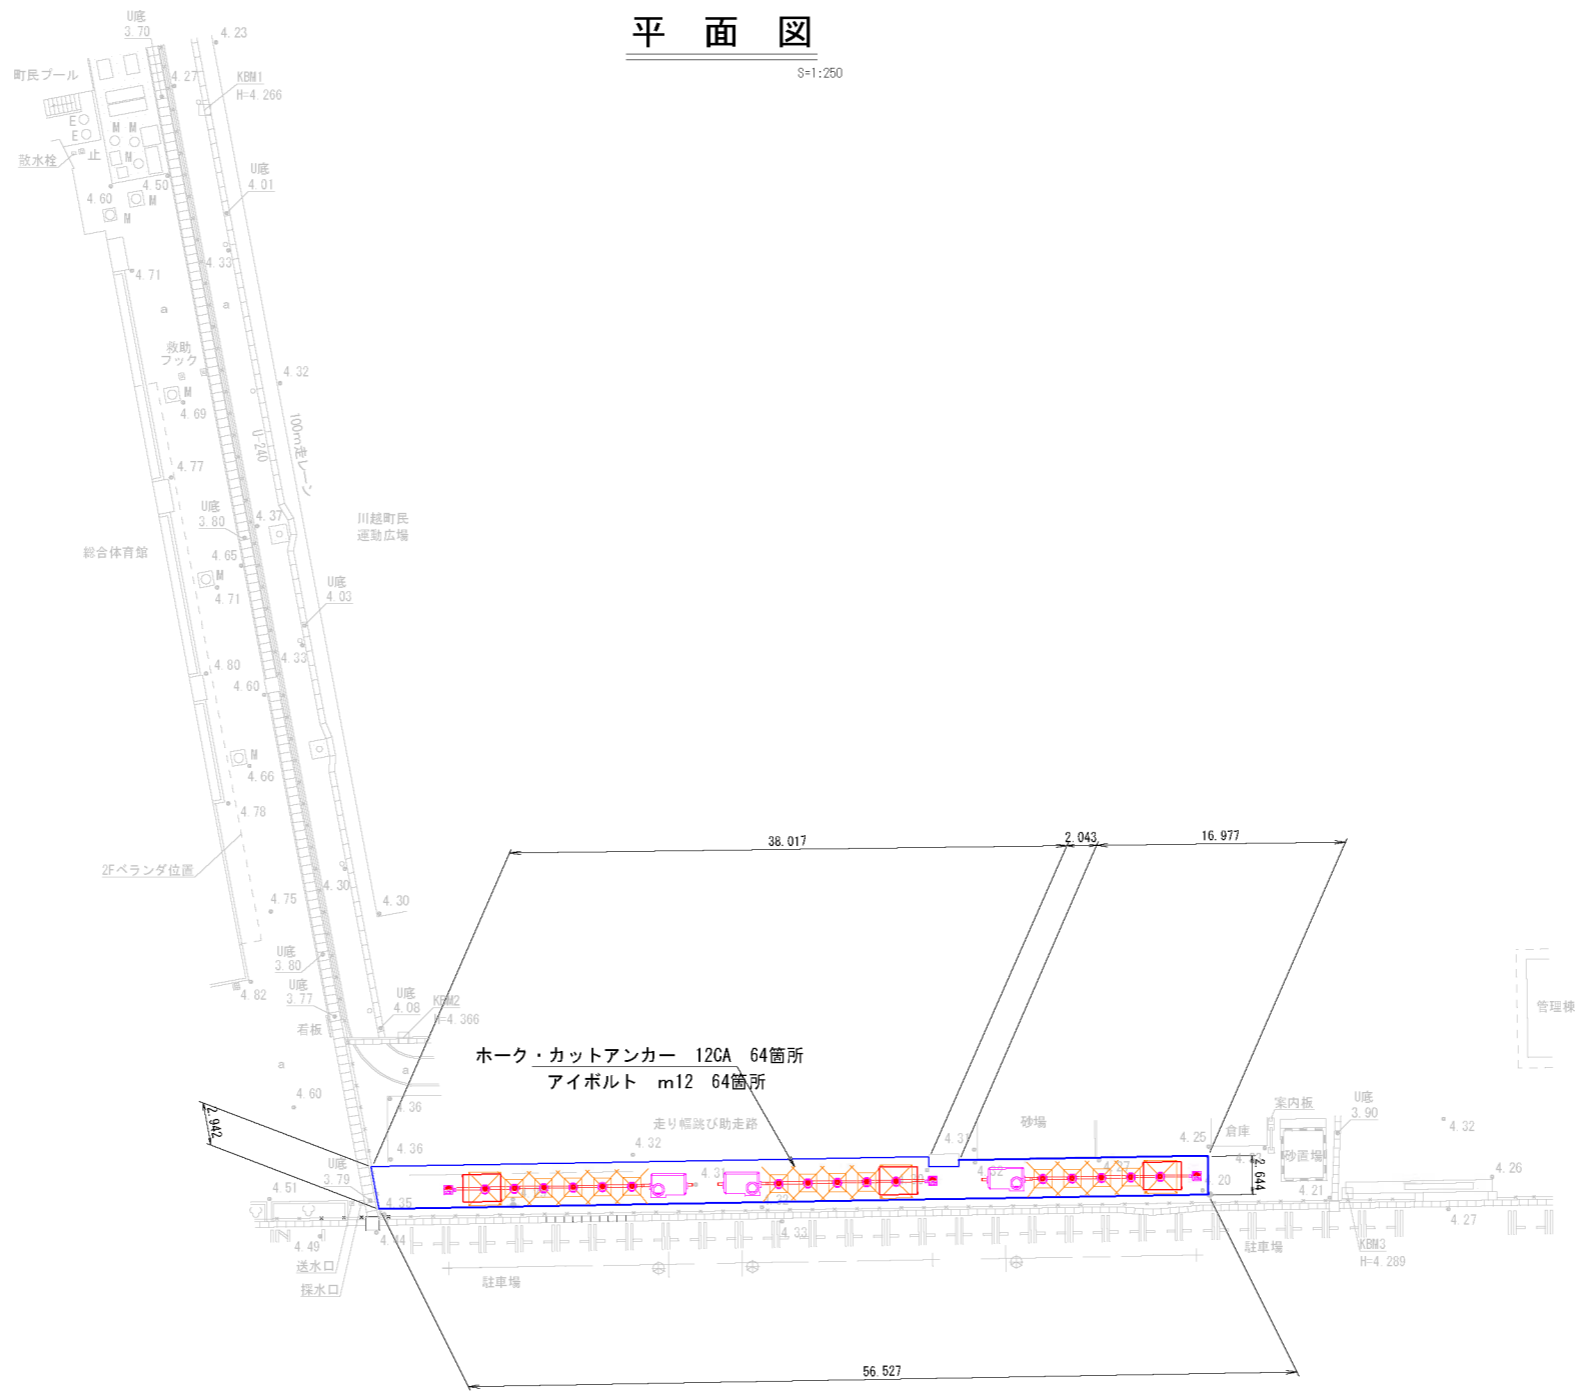 平面図
S=1:250
U底
3.70
4.23
町民プール
4.27
KBM1
H=4.266
E
E
M
M
M
散水栓
止
U底
4.01
4.60
4.50
M
M
4.33
4.71
a
a
救助
フック
4.32
M
4.69
100m走レーン
U-240
4.77
U底
3.80
4.37
川越町民
運動広場
総合体育館
4.65
M
4.71
U底
4.03
4.33
4.80
4.60
M
4.66
4.78
38.017
2.043
16.977
2Fベランダ位置
4.30
4.75
4.30
U底
3.80
4.82
U底
3.77
U底
4.08
KBM2
H=4.366
看板
管理棟
ホーク・カットアンカー 12CA 64箇所
アイボルト m12 64箇所
a
a
4.60
4.36
2.942
走り幅跳び助走路
砂場
案内板
U底
3.90
4.32
倉庫
4.36
4.32
4.31
4.25
砂置場
U底
3.79
4.31
4.32
4.27
2.644
4.26
4.51
4.35
4.21
4.27
4.49
4.44
4.33
送水口
採水口
駐車場
駐車場
KBM3
H=4.289
56.527